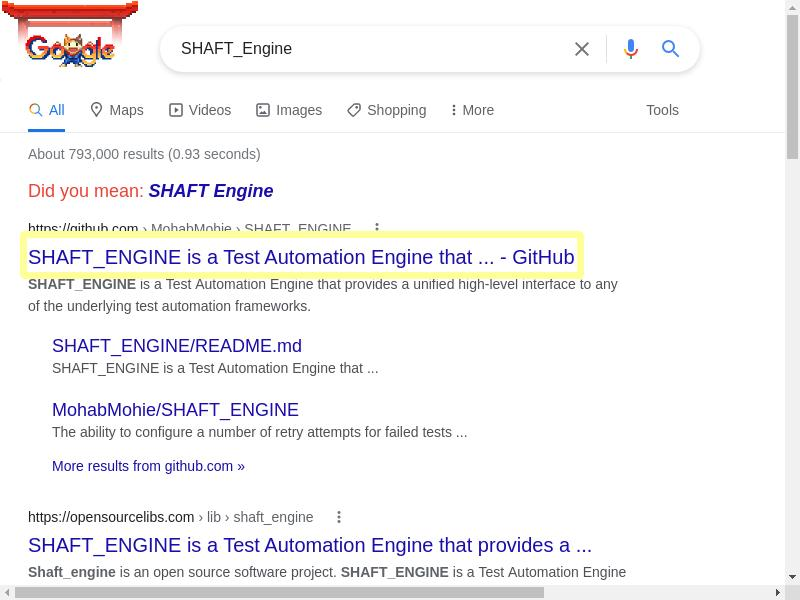 Google
SHAFT_Engine
All Maps Videos Images Shopping More Tools
About 793,000 results (0.93 seconds)
Did you mean: SHAFT Engine
https://github.com › MohabMohie › SHAFT_ENGINE
SHAFT_ENGINE is a Test Automation Engine that ... - GitHub
SHAFT_ENGINE is a Test Automation Engine that provides a unified high-level interface to any
of the underlying test automation frameworks.
SHAFT_ENGINE/README.md
SHAFT_ENGINE is a Test Automation Engine that ...
MohabMohie/SHAFT_ENGINE
The ability to configure a number of retry attempts for failed tests ...
More results from github.com »
https://opensourcelibs.com › lib › shaft_engine
SHAFT_ENGINE is a Test Automation Engine that provides a ...
Shaft_engine is an open source software project. SHAFT_ENGINE is a Test Automation Engine